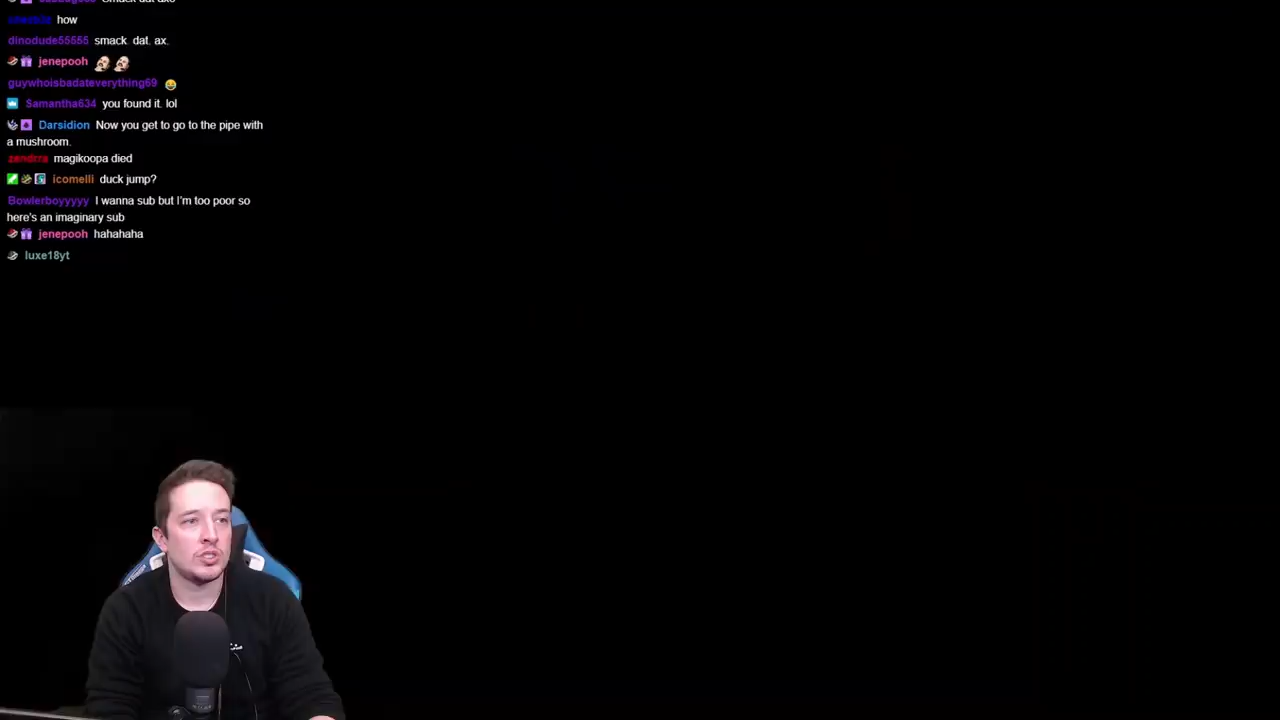 how
dinodude55555 smack. dat. ax.
jenepooh
guywhoisbadateverything69
Samantha634 you found it. lol
Darsidion Now you get to go to the pipe with
a mushroom.
zendrra magikoopa died
icomelli duck jump?
Bowlerboyyyyy I wanna sub but I'm too poor so
here's an imaginary sub
jenepooh hahahaha
luxe18yt